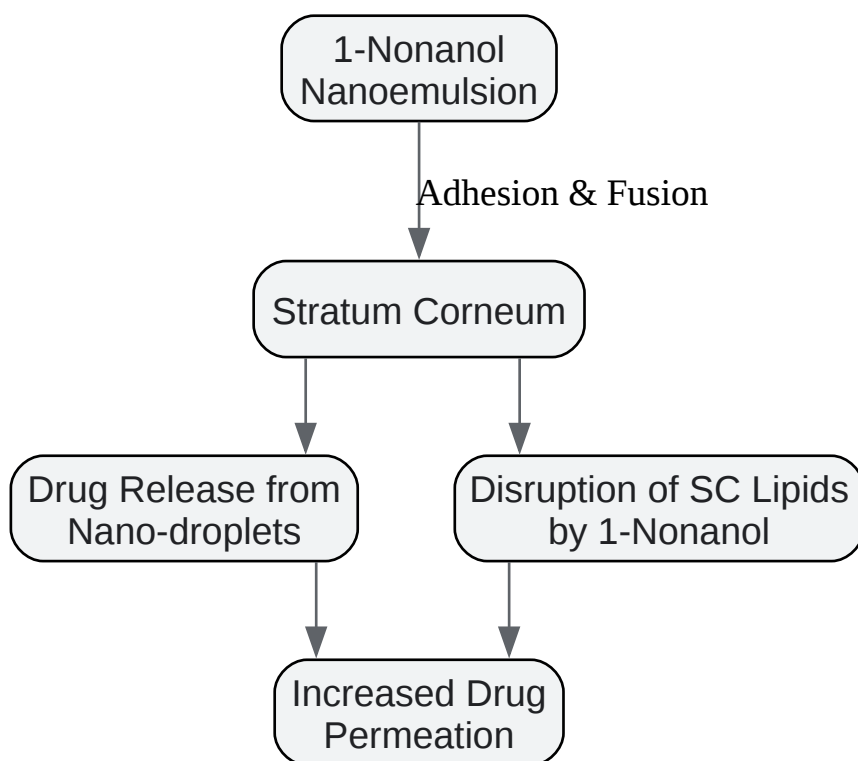 1-Nonanol
Nanoemulsion
Adhesion & Fusion
Stratum Corneum
Drug Release from
Nano-droplets
Disruption of SC Lipids
by 1-Nonanol
Increased Drug
Permeation